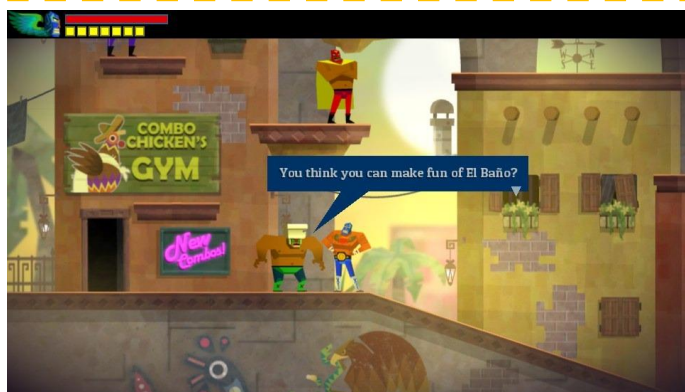 COMBO
CHICKEN'S
GYM
You think you can make fun of El Baño?
New
Combos!